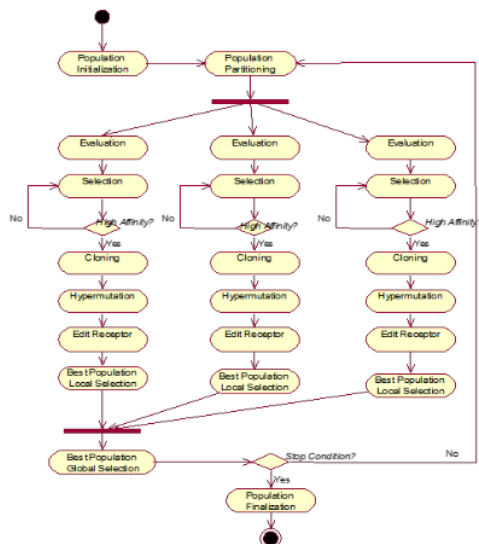 Population
Initialization
Population
Partitioning
Evaluation
Evaluation
Evaluation
Selection
Selection
Selection
No
High Affinity?
No
High Affinity?
No
High Affinity?
Yes
Yes
Yes
Cloning
Cloning
Cloning
Hypermutation
Hypermutation
Hypermutation
Edit Receptor
Edit Receptor
Edit Receptor
Best Population
Local Selection
Best Population
Local Selection
Best Population
Local Selection
Best Population
Global Selection
Stop Condition?
No
Yes
Population
Finalization